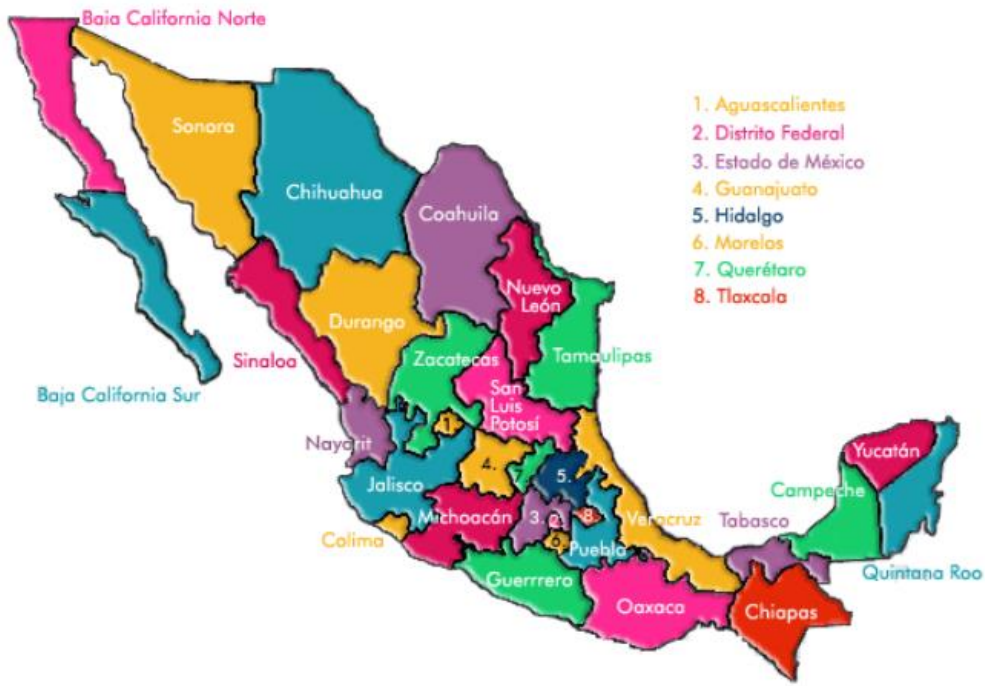 Baja California Norte
Sonora
Chihuahua
Coahuila
Nuevo
León
Durango
Sinaloa
Zacatecas
Tamaulipas
San
Luis
Potosí
Baja California Sur
Nayarit
Jalisco
Colima
Michoacán
Guerrrero
Puebla
Veracruz
Oaxaca
Tabasco
Chiapas
Campeche
Yucatán
Quintana Roo
1.
4.
7
5.
3.
2.
8.
6
1. Aguascalientes
2. Distrito Federal
3. Estado de México
4. Guanajuato
5. Hidalgo
6. Morelos
7. Querétaro
8. Tlaxcala